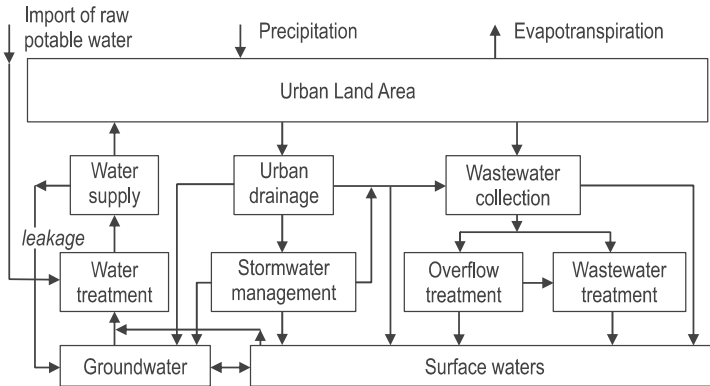 Import of raw
potable water
Precipitation
Evapotranspiration
Urban Land Area
Water
supply
Urban
drainage
Wastewater
collection
leakage
Water
treatment
Stormwater
management
Overflow
treatment
Wastewater
treatment
Groundwater
Surface waters